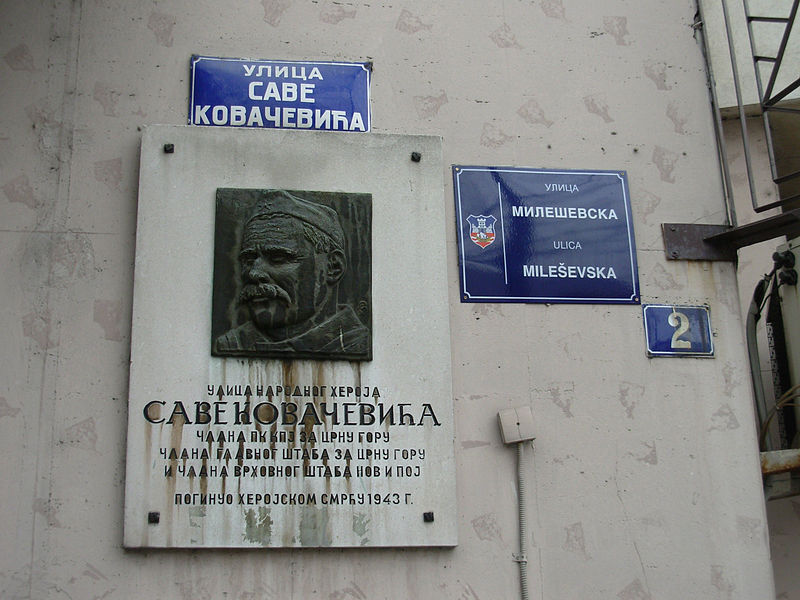 УЛИЦА
САВЕ
КОВАЧЕВИЋА
УЛИЦА НАРОДНОГ ХЕРОЈА
САВЕ КОВАЧЕВИЋА
ЧЛАНА ПК КПЈ ЗА ЦРНУ ГОРУ
ЧЛАНА ГЛАВНОГ ШТАБА ЗА ЦРНУ ГОРУ
И ЧЛАНА ВРХОВНОГ ШТАБА НОВ И ПОЈ
ПОГИНУО ХЕРОЈСКОМ СМРЋУ 1943 Г.
УЛИЦА
МИЛЕШЕВСКА
ULICA
MILEŠEVSKA
2